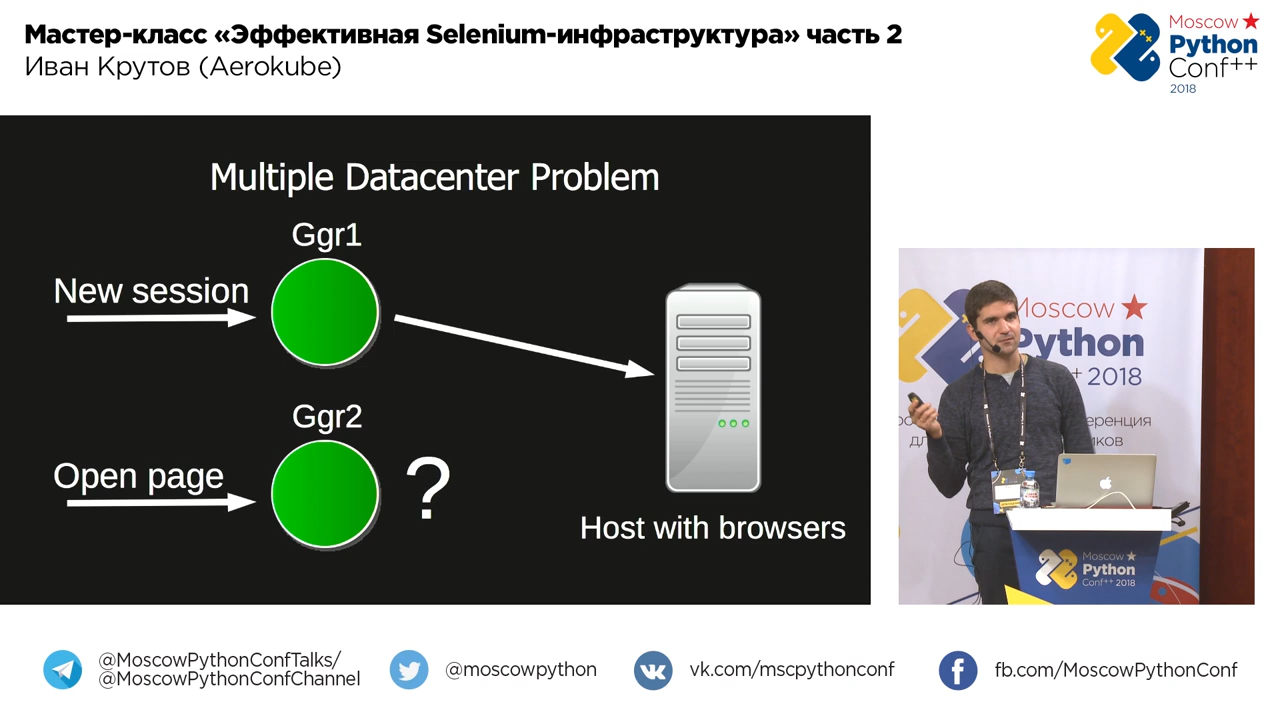 Мастер-класс «Эффективная Selenium-инфраструктура» часть 2
Иван Крутов (Aerokube)
Moscow
Python
Conf++
2018
Multiple Datacenter Problem
Ggr1
New session
Ggr2
Open page
?
Host with browsers
Moscow
Python
2018
Moscow
Python
Conf++ 2018
@MoscowPythonConfTalks/
@MoscowPythonConfChannel
@moscowpython
vk.com/mscpythonconf
fb.com/MoscowPythonConf